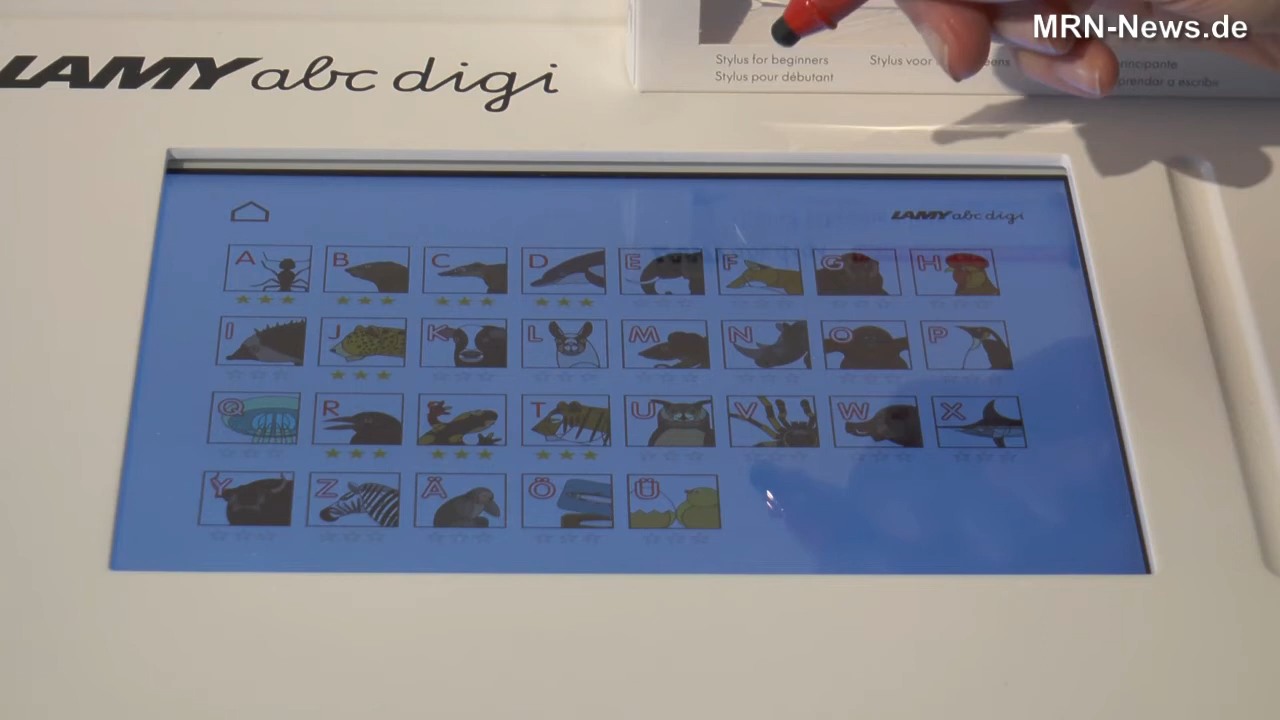 MRN-News.de
Stylus for beginners
Stylus voor
Stylus pour débutant
LAMY abc digi
LAMY abc digi
A B C D E F G H
I J K L M N O P
Q R S T U V W X
Y Z Ä Ö Ü